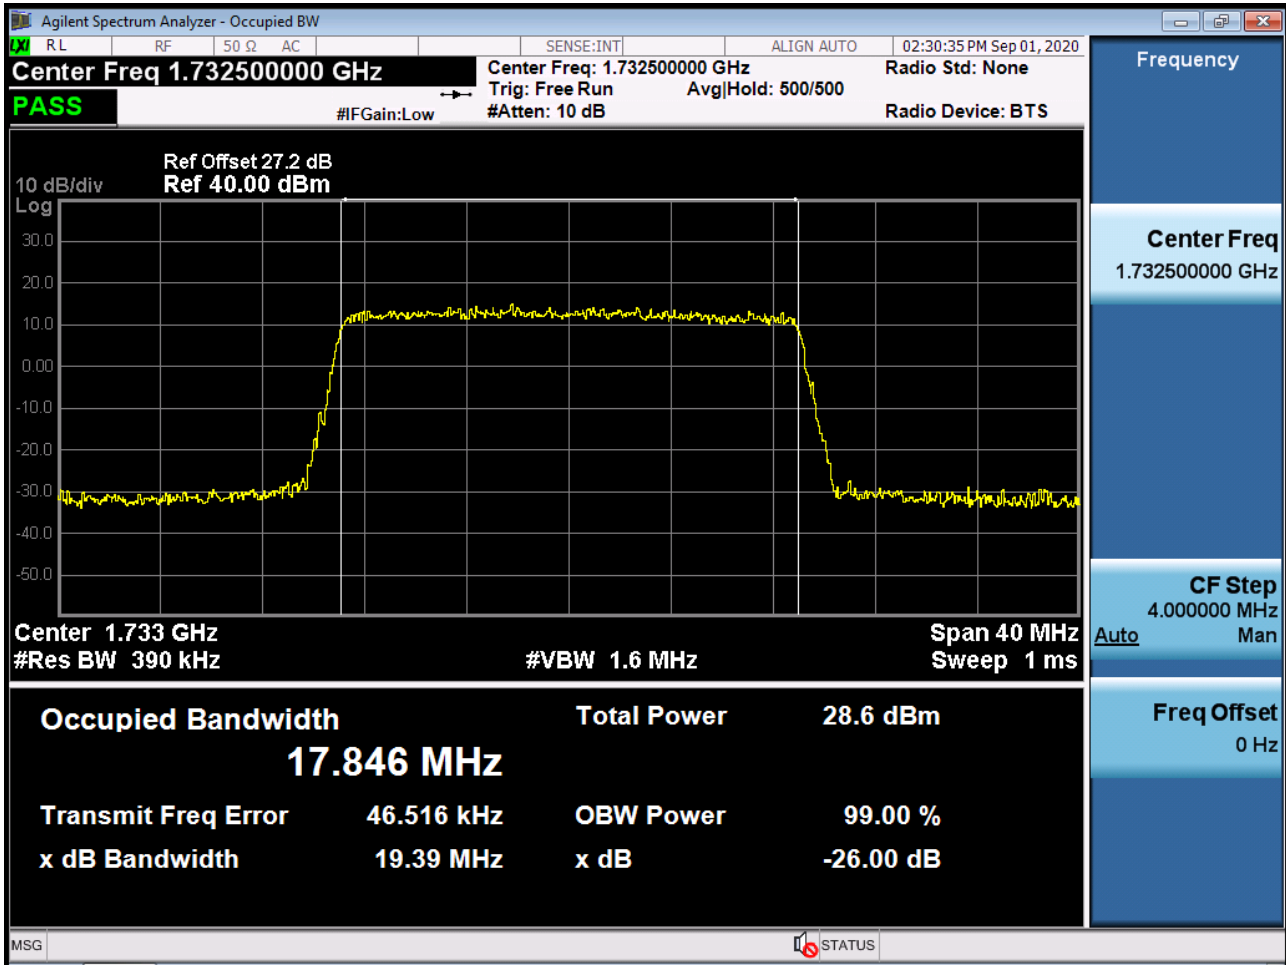 Agilent Spectrum Analyzer - Occupied BW
LXI RL RF 50 Ω AC SENSE:INT ALIGN AUTO 02:30:35 PM Sep 01, 2020
Center Freq 1.732500000 GHz
PASS
#IFGain:Low
Center Freq: 1.732500000 GHz
Trig: Free Run Avg|Hold: 500/500
#Atten: 10 dB
Radio Std: None
Radio Device: BTS
Ref Offset 27.2 dB
10 dB/div Ref 40.00 dBm
Log
30.0
20.0
10.0
0.00
-10.0
-20.0
-30.0
-40.0
-50.0
Center 1.733 GHz Span 40 MHz
#Res BW 390 kHz #VBW 1.6 MHz Sweep 1 ms
Occupied Bandwidth Total Power 28.6 dBm
17.846 MHz
Transmit Freq Error 46.516 kHz OBW Power 99.00 %
x dB Bandwidth 19.39 MHz x dB -26.00 dB
Frequency
Center Freq
1.732500000 GHz
CF Step
4.000000 MHz
Auto Man
Freq Offset
0 Hz
MSG STATUS